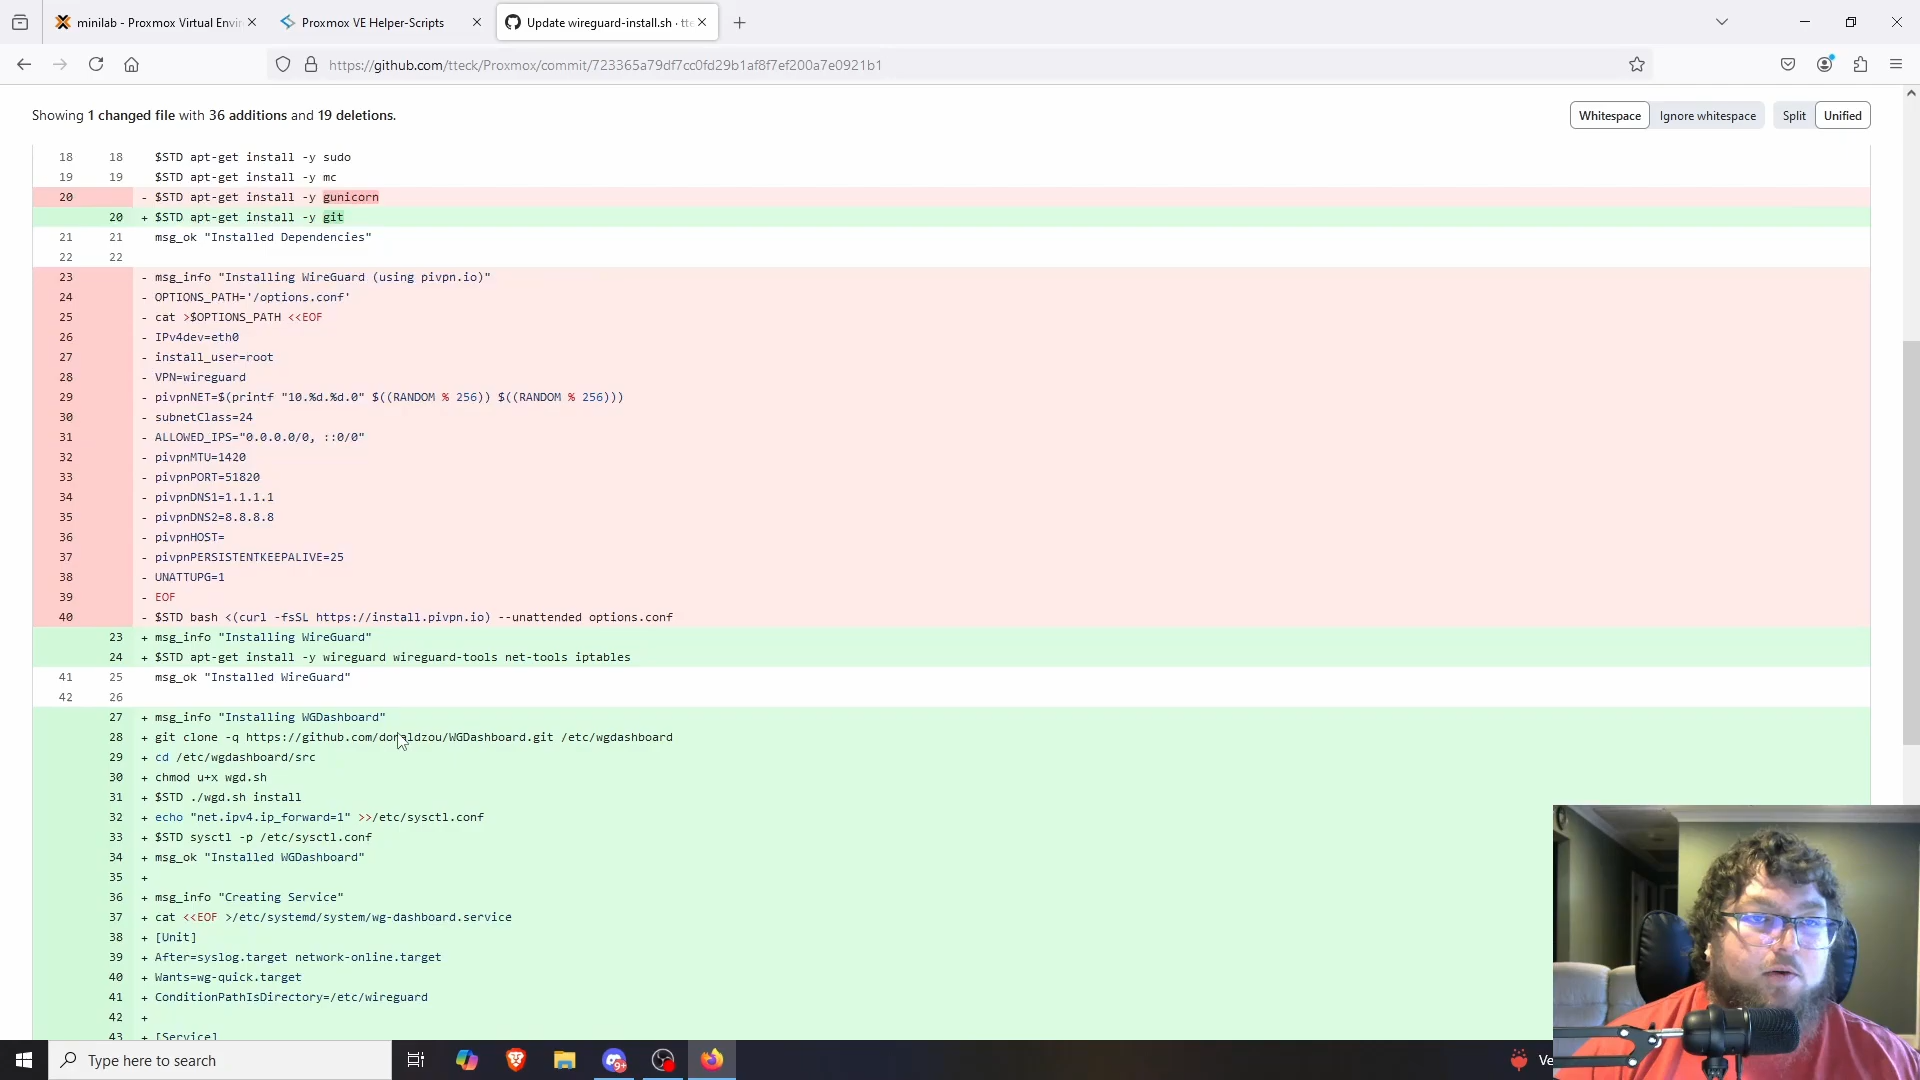 minilab - Proxmox Virtual Envir
Proxmox VE Helper-Scripts
Update wireguard-install.sh · tte
https://github.com/tteck/Proxmox/commit/723365a79df7cc0fd29b1af8f7ef200a7e0921b1
Showing 1 changed file with 36 additions and 19 deletions.
Whitespace Ignore whitespace Split Unified
18 18 $STD apt-get install -y sudo
19 19 $STD apt-get install -y mc
20 - $STD apt-get install -y gunicorn
20 + $STD apt-get install -y git
21 21 msg_ok "Installed Dependencies"
22 22
23 - msg_info "Installing WireGuard (using pivpn.io)"
24 - OPTIONS_PATH='/options.conf'
25 - cat >$OPTIONS_PATH <<EOF
26 - IPv4dev=eth0
27 - install_user=root
28 - VPN=wireguard
29 - pivpnNET=$(printf "10.%d.%d.0" $((RANDOM % 256)) $((RANDOM % 256)))
30 - subnetClass=24
31 - ALLOWED_IPS="0.0.0.0/0, ::0/0"
32 - pivpnMTU=1420
33 - pivpnPORT=51820
34 - pivpnDNS1=1.1.1.1
35 - pivpnDNS2=8.8.8.8
36 - pivpnHOST=
37 - pivpnPERSISTENTKEEPALIVE=25
38 - UNATTUPG=1
39 - EOF
40 - $STD bash <(curl -fsSL https://install.pivpn.io) --unattended options.conf
23 + msg_info "Installing WireGuard"
24 + $STD apt-get install -y wireguard wireguard-tools net-tools iptables
41 25 msg_ok "Installed WireGuard"
42 26
27 + msg_info "Installing WGDashboard"
28 + git clone -q https://github.com/donaldzou/WGDashboard.git /etc/wgdashboard
29 + cd /etc/wgdashboard/src
30 + chmod u+x wgd.sh
31 + $STD ./wgd.sh install
32 + echo "net.ipv4.ip_forward=1" >>/etc/sysctl.conf
33 + $STD sysctl -p /etc/sysctl.conf
34 + msg_ok "Installed WGDashboard"
35 +
36 + msg_info "Creating Service"
37 + cat <<EOF >/etc/systemd/system/wg-dashboard.service
38 + [Unit]
39 + After=syslog.target network-online.target
40 + Wants=wg-quick.target
41 + ConditionPathIsDirectory=/etc/wireguard
42 +
43 + [Service]
Type here to search
9+
Ve